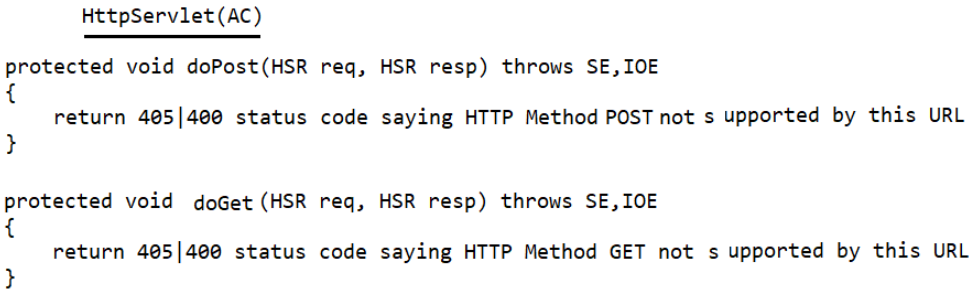 HttpServlet(AC)
protected void doPost(HSR req, HSR resp) throws SE,IOE
{
return 405|400 status code saying HTTP Method POST not s upported by this URL
}
protected void doGet (HSR req, HSR resp) throws SE,IOE
{
return 405|400 status code saying HTTP Method GET not s upported by this URL
}